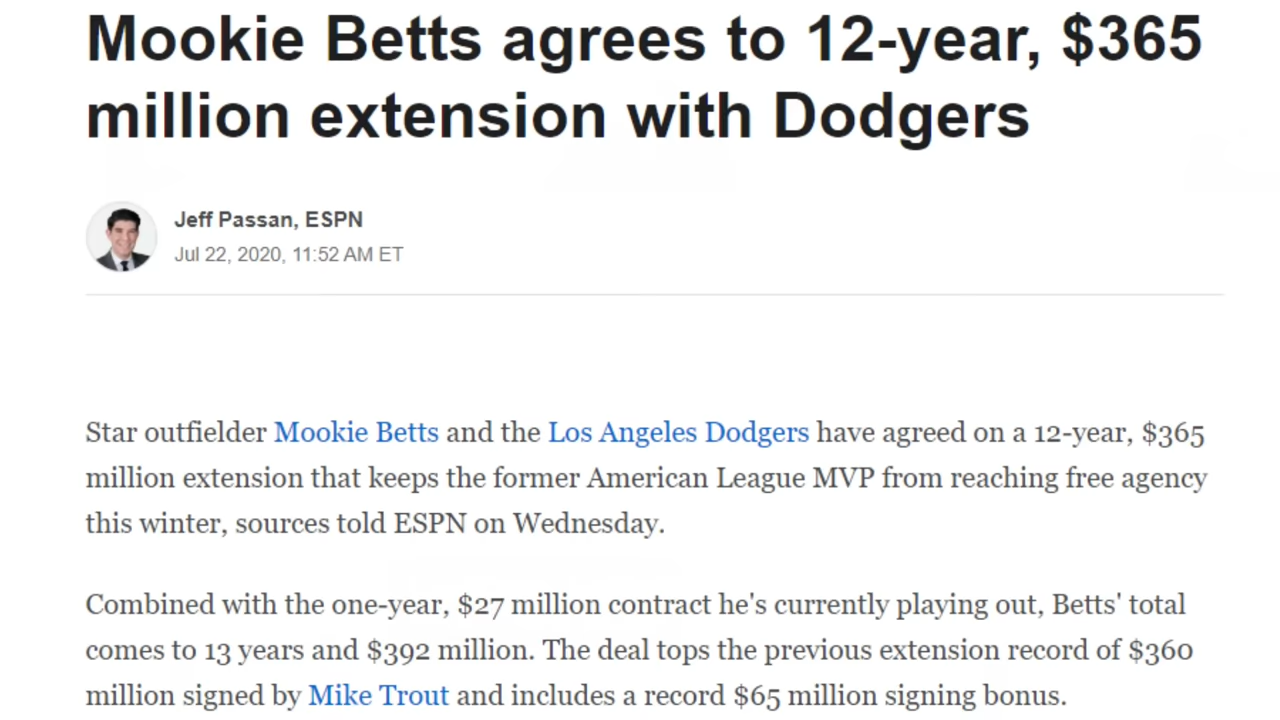 Mookie Betts agrees to 12-year, $365
million extension with Dodgers
Jeff Passan, ESPN
Jul 22, 2020, 11:52 AM ET
Star outfielder Mookie Betts and the Los Angeles Dodgers have agreed on a 12-year, $365
million extension that keeps the former American League MVP from reaching free agency
this winter, sources told ESPN on Wednesday.
Combined with the one-year, $27 million contract he's currently playing out, Betts' total
comes to 13 years and $392 million. The deal tops the previous extension record of $360
million signed by Mike Trout and includes a record $65 million signing bonus.